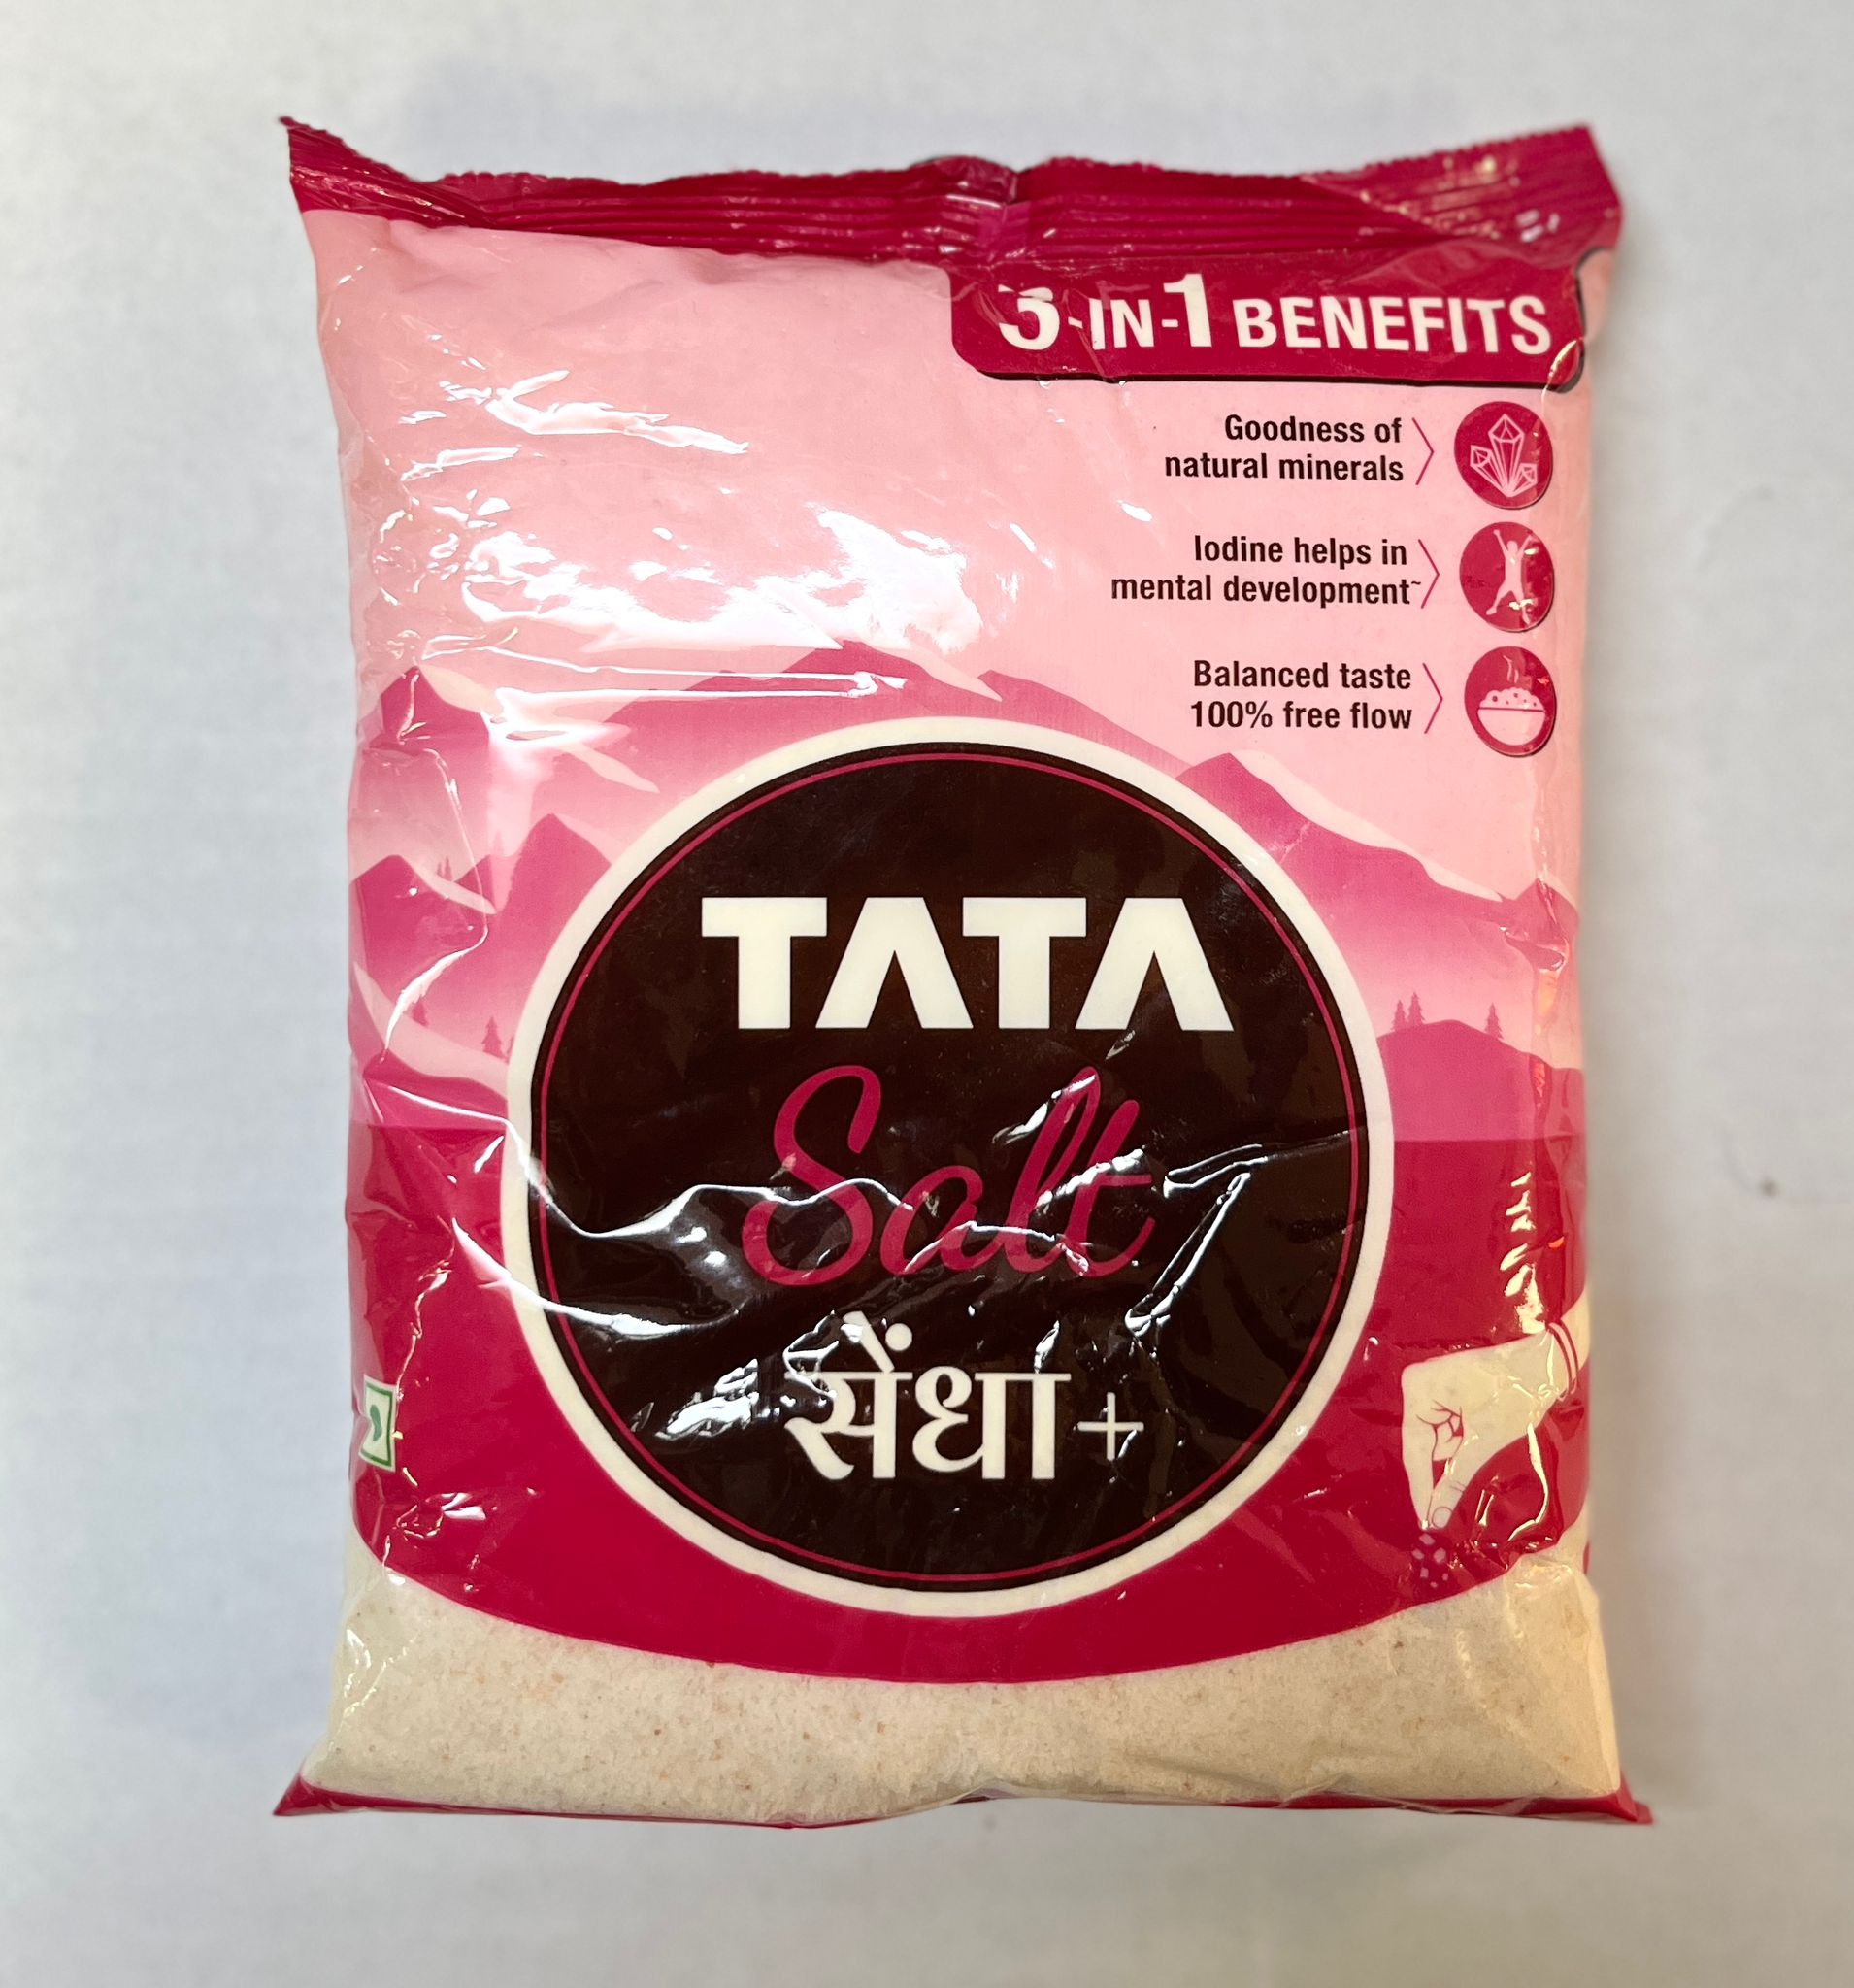 3-IN-1 BENEFITS
Goodness of
natural minerals
Iodine helps in
mental development~
Balanced taste
100% free flow
TATA
Salt
सेंधा +